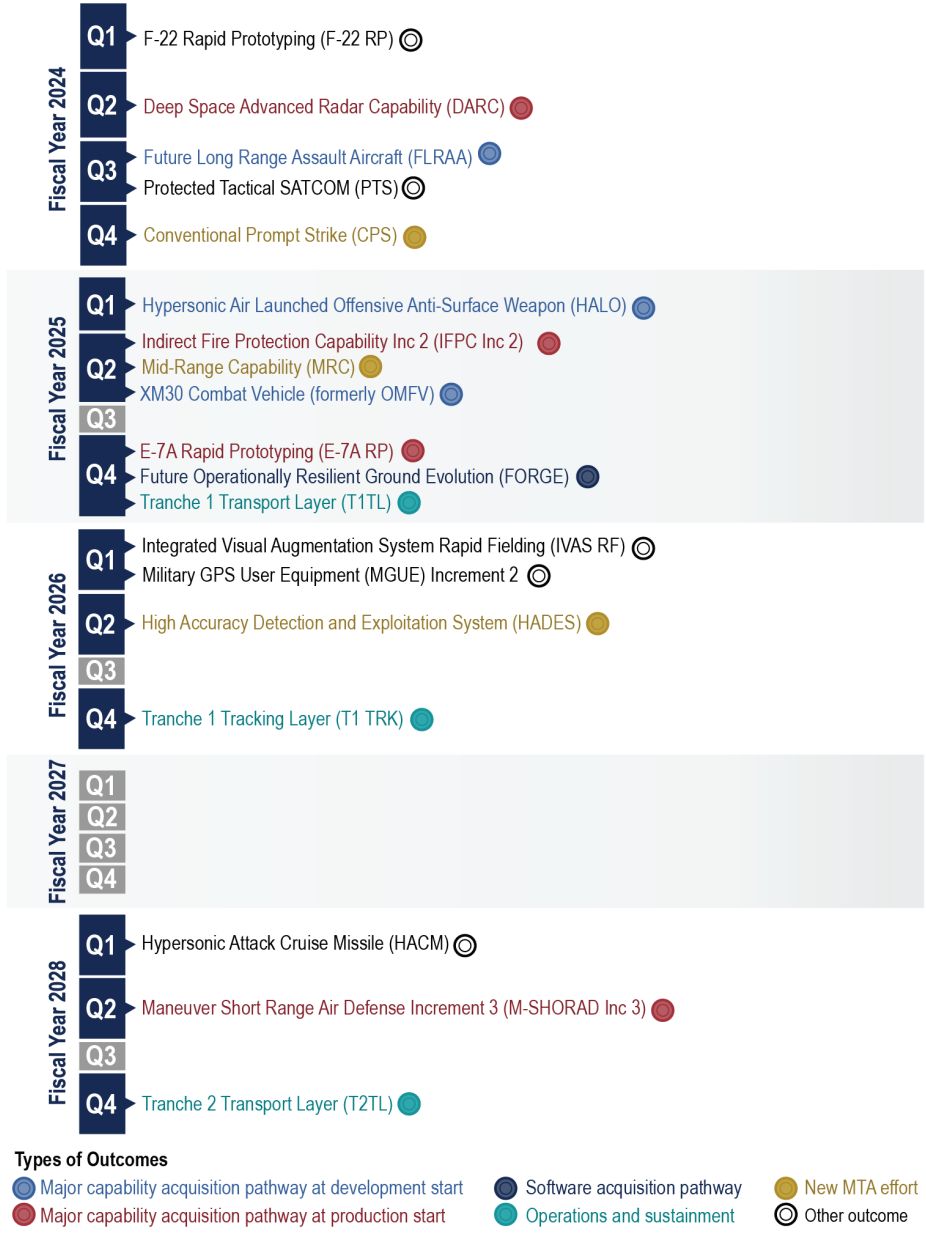 Fiscal Year 2024
Q1
F-22 Rapid Prototyping (F-22 RP)
Q2
Deep Space Advanced Radar Capability (DARC)
Q3
Future Long Range Assault Aircraft (FLRAA)
Protected Tactical SATCOM (PTS)
Q4
Conventional Prompt Strike (CPS)
Fiscal Year 2025
Q1
Hypersonic Air Launched Offensive Anti-Surface Weapon (HALO)
Q2
Indirect Fire Protection Capability Inc 2 (IFPC Inc 2)
Mid-Range Capability (MRC)
XM30 Combat Vehicle (formerly OMFV)
Q3
Q4
E-7A Rapid Prototyping (E-7A RP)
Future Operationally Resilient Ground Evolution (FORGE)
Tranche 1 Transport Layer (T1TL)
Fiscal Year 2026
Q1
Integrated Visual Augmentation System Rapid Fielding (IVAS RF)
Military GPS User Equipment (MGUE) Increment 2
Q2
High Accuracy Detection and Exploitation System (HADES)
Q3
Q4
Tranche 1 Tracking Layer (T1 TRK)
Fiscal Year 2027
Q1
Q2
Q3
Q4
Fiscal Year 2028
Q1
Hypersonic Attack Cruise Missile (HACM)
Q2
Maneuver Short Range Air Defense Increment 3 (M-SHORAD Inc 3)
Q3
Q4
Tranche 2 Transport Layer (T2TL)
Types of Outcomes
Major capability acquisition pathway at development start
Software acquisition pathway
New MTA effort
Major capability acquisition pathway at production start
Operations and sustainment
Other outcome